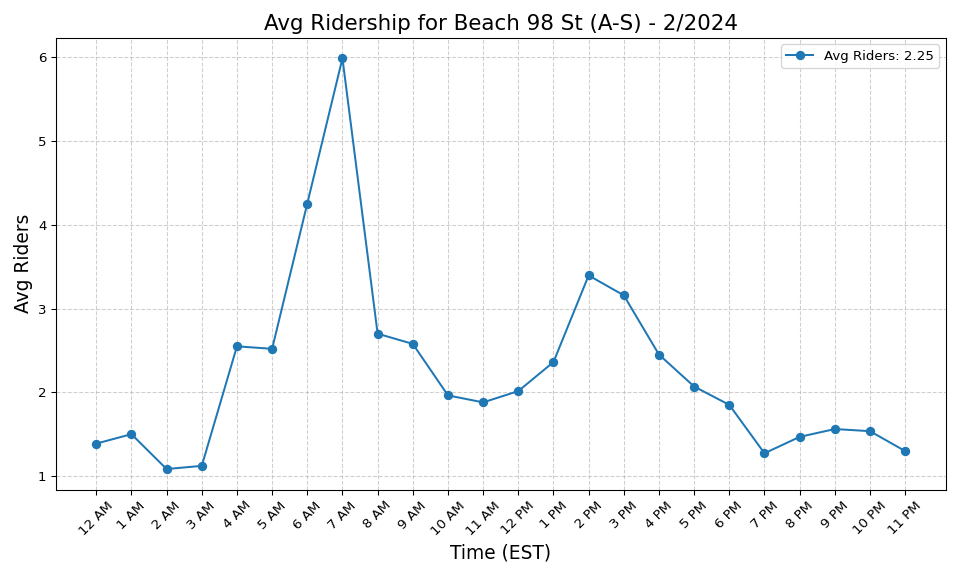 Avg Ridership for Beach 98 St (A-S) - 2/2024
Avg Riders: 2.25
Avg Riders
6
5
4
3
2
1
12 AM
1 AM
2 AM
3 AM
4 AM
5 AM
6 AM
7 AM
8 AM
9 AM
10 AM
11 AM
12 PM
1 PM
2 PM
3 PM
4 PM
5 PM
6 PM
7 PM
8 PM
9 PM
10 PM
11 PM
Time (EST)